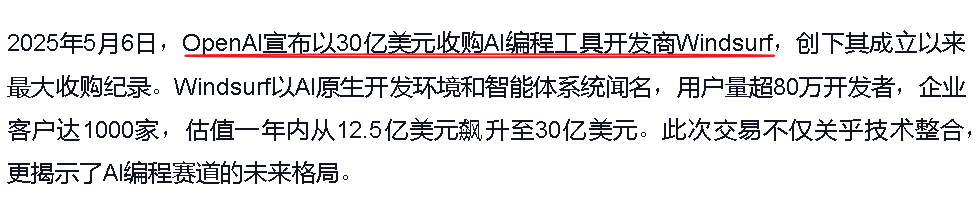 2025年5月6日，OpenAI宣布以30亿美元收购AI编程工具开发商Windsurf，创下其成立以来
最大收购纪录。Windsurf以AI原生开发环境和智能体系统闻名，用户量超80万开发者，企业
客户达1000家，估值一年内从12.5亿美元飙升至30亿美元。此次交易不仅关乎技术整合，
更揭示了AI编程赛道的未来格局。